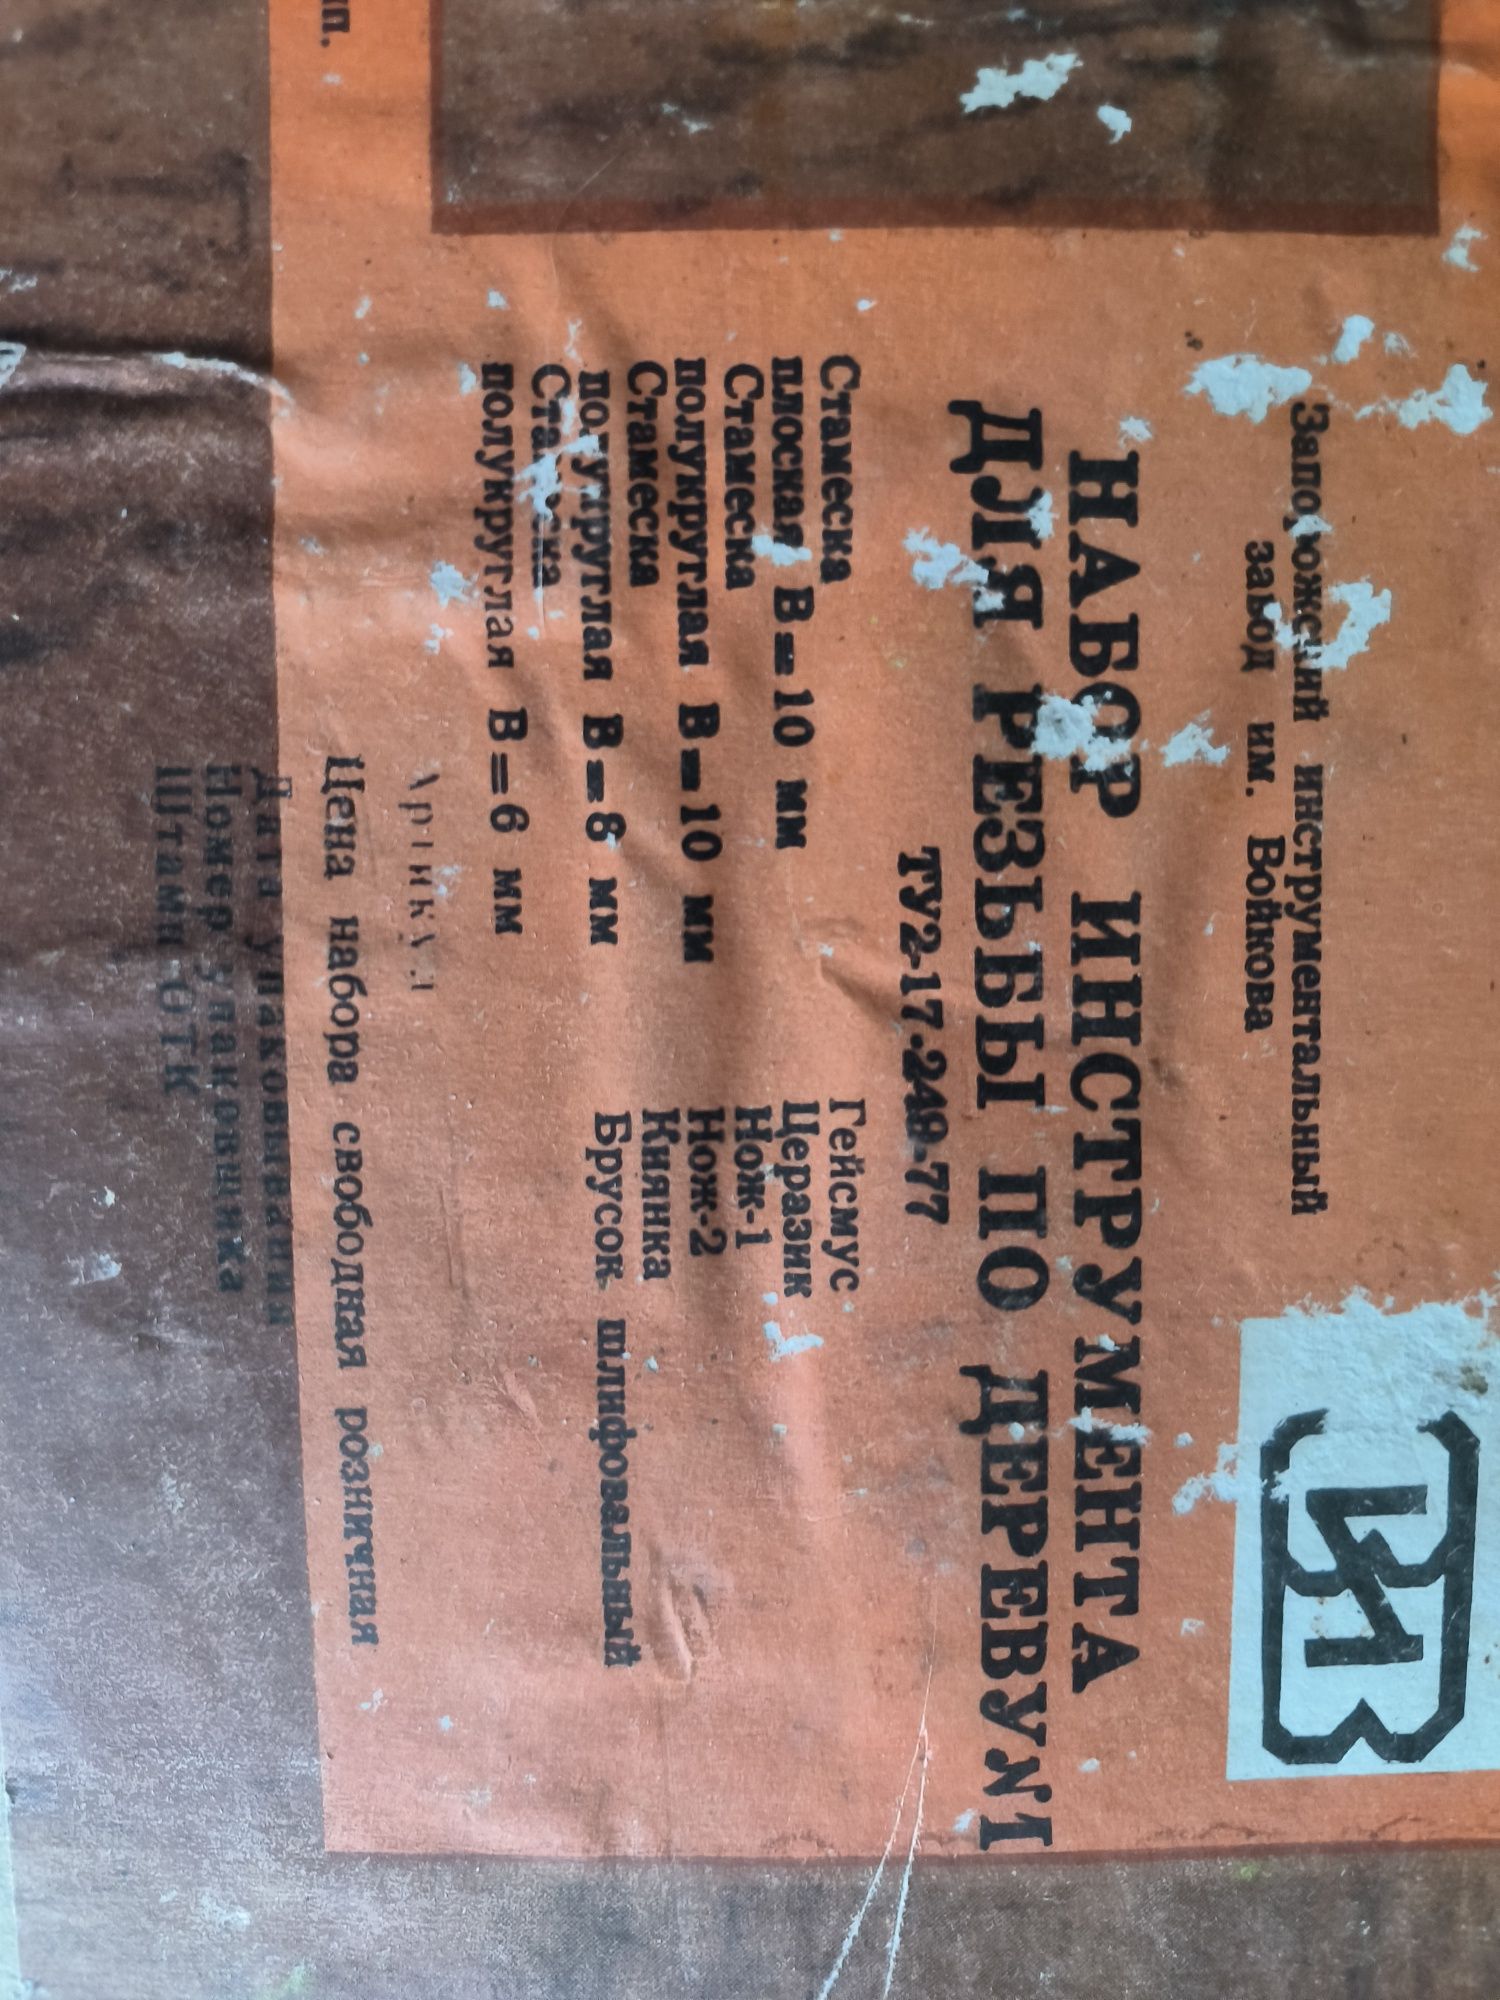 Запорожский инструментальный
завод им. Войкова
НАБОР ИНСТРУМЕНТА
ДЛЯ РЕЗЬБЫ ПО ДЕРЕВУ №1
ТУ2-17-249-77
Стамеска
плоская В=10 мм
Стамеска
полукруглая В=10 мм
Стамеска
полукруглая В=8 мм
Стамеска
полукруглая В=6 мм
Гейсмус
Церазик
Нож-1
Нож-2
Киянка
Брусок шлифовальный
Цена набора свободная розничная
Дата упаковывания
Номер упаковщика
Штамп ОТК